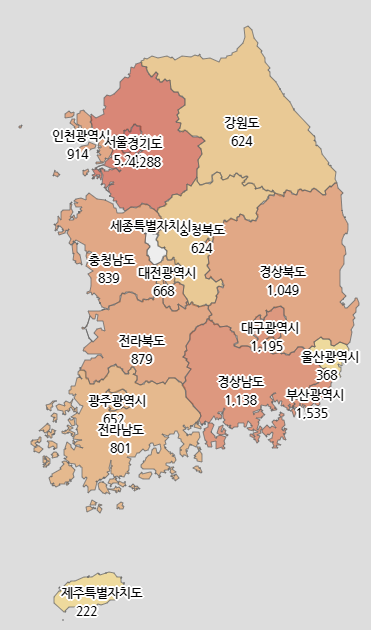 강원도
624
인천광역시
914
서울경기도
4,288
세종특별자치시
충청북도
624
충청남도
839
대전광역시
668
경상북도
1,049
대구광역시
1,195
전라북도
879
울산광역시
368
경상남도
1,138
부산광역시
1,535
광주광역시
652
전라남도
801
제주특별자치도
222